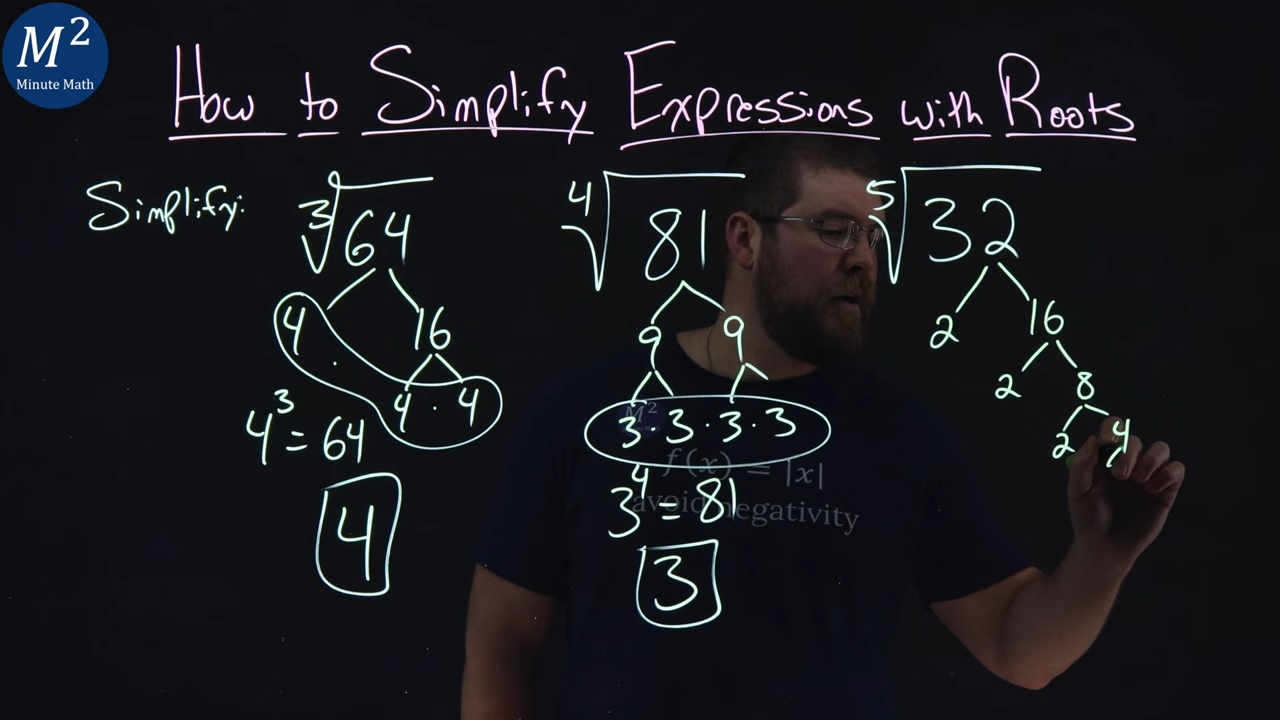 M²
Minute Math
How to Simplify Expressions with Roots
Simplify: ∛64 ∜81 ⁵√32
4 · 16 9 9 2 16
4 · 4 3 · 3 · 3 · 3 2 8
4³ = 64 2 4
M²
f(x) = |x|
avoid negativity
3⁴ = 81
4 3